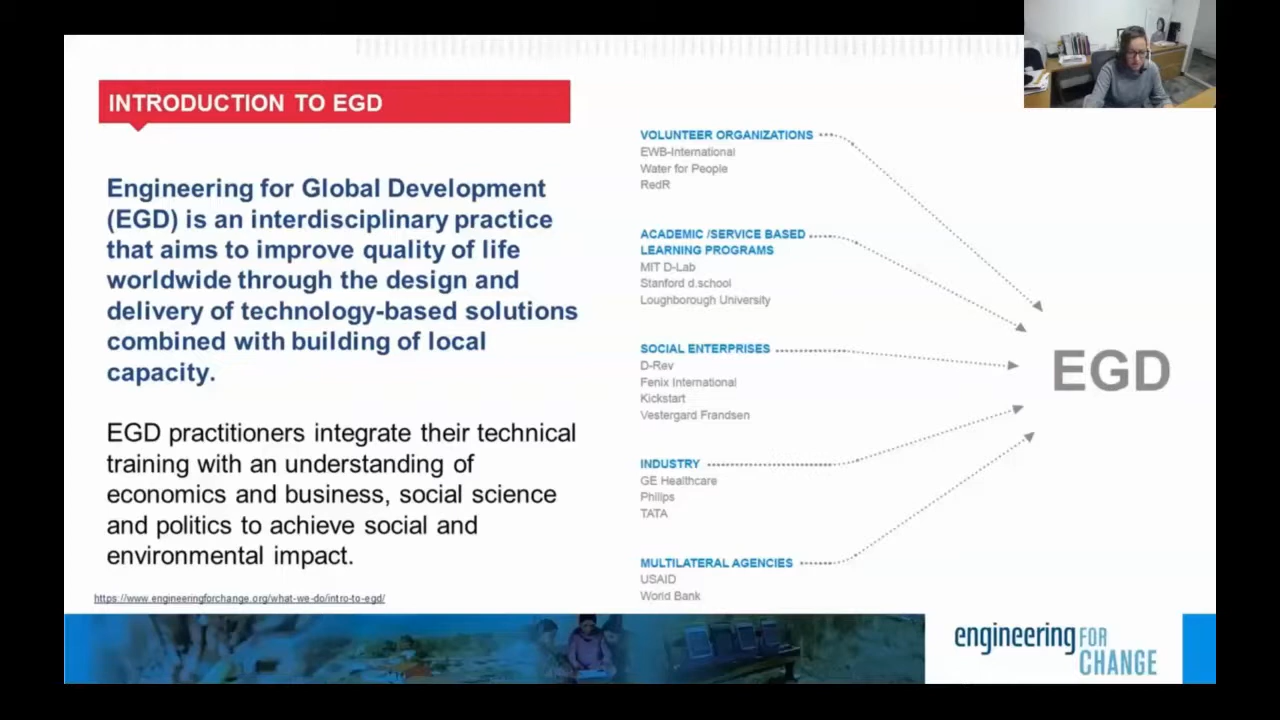 INTRODUCTION TO EGD
Engineering for Global Development
(EGD) is an interdisciplinary practice
that aims to improve quality of life
worldwide through the design and
delivery of technology-based solutions
combined with building of local
capacity.
EGD practitioners integrate their technical
training with an understanding of
economics and business, social science
and politics to achieve social and
environmental impact.
https://www.engineeringforchange.org/what-we-do/intro-to-egd/
VOLUNTEER ORGANIZATIONS
EWB-International
Water for People
RedR
ACADEMIC /SERVICE BASED
LEARNING PROGRAMS
MIT D-Lab
Stanford d.school
Loughborough University
SOCIAL ENTERPRISES
D-Rev
Fenix International
Kickstart
Vestergard Frandsen
INDUSTRY
GE Healthcare
Philips
TATA
MULTILATERAL AGENCIES
USAID
World Bank
EGD
engineering FOR
CHANGE